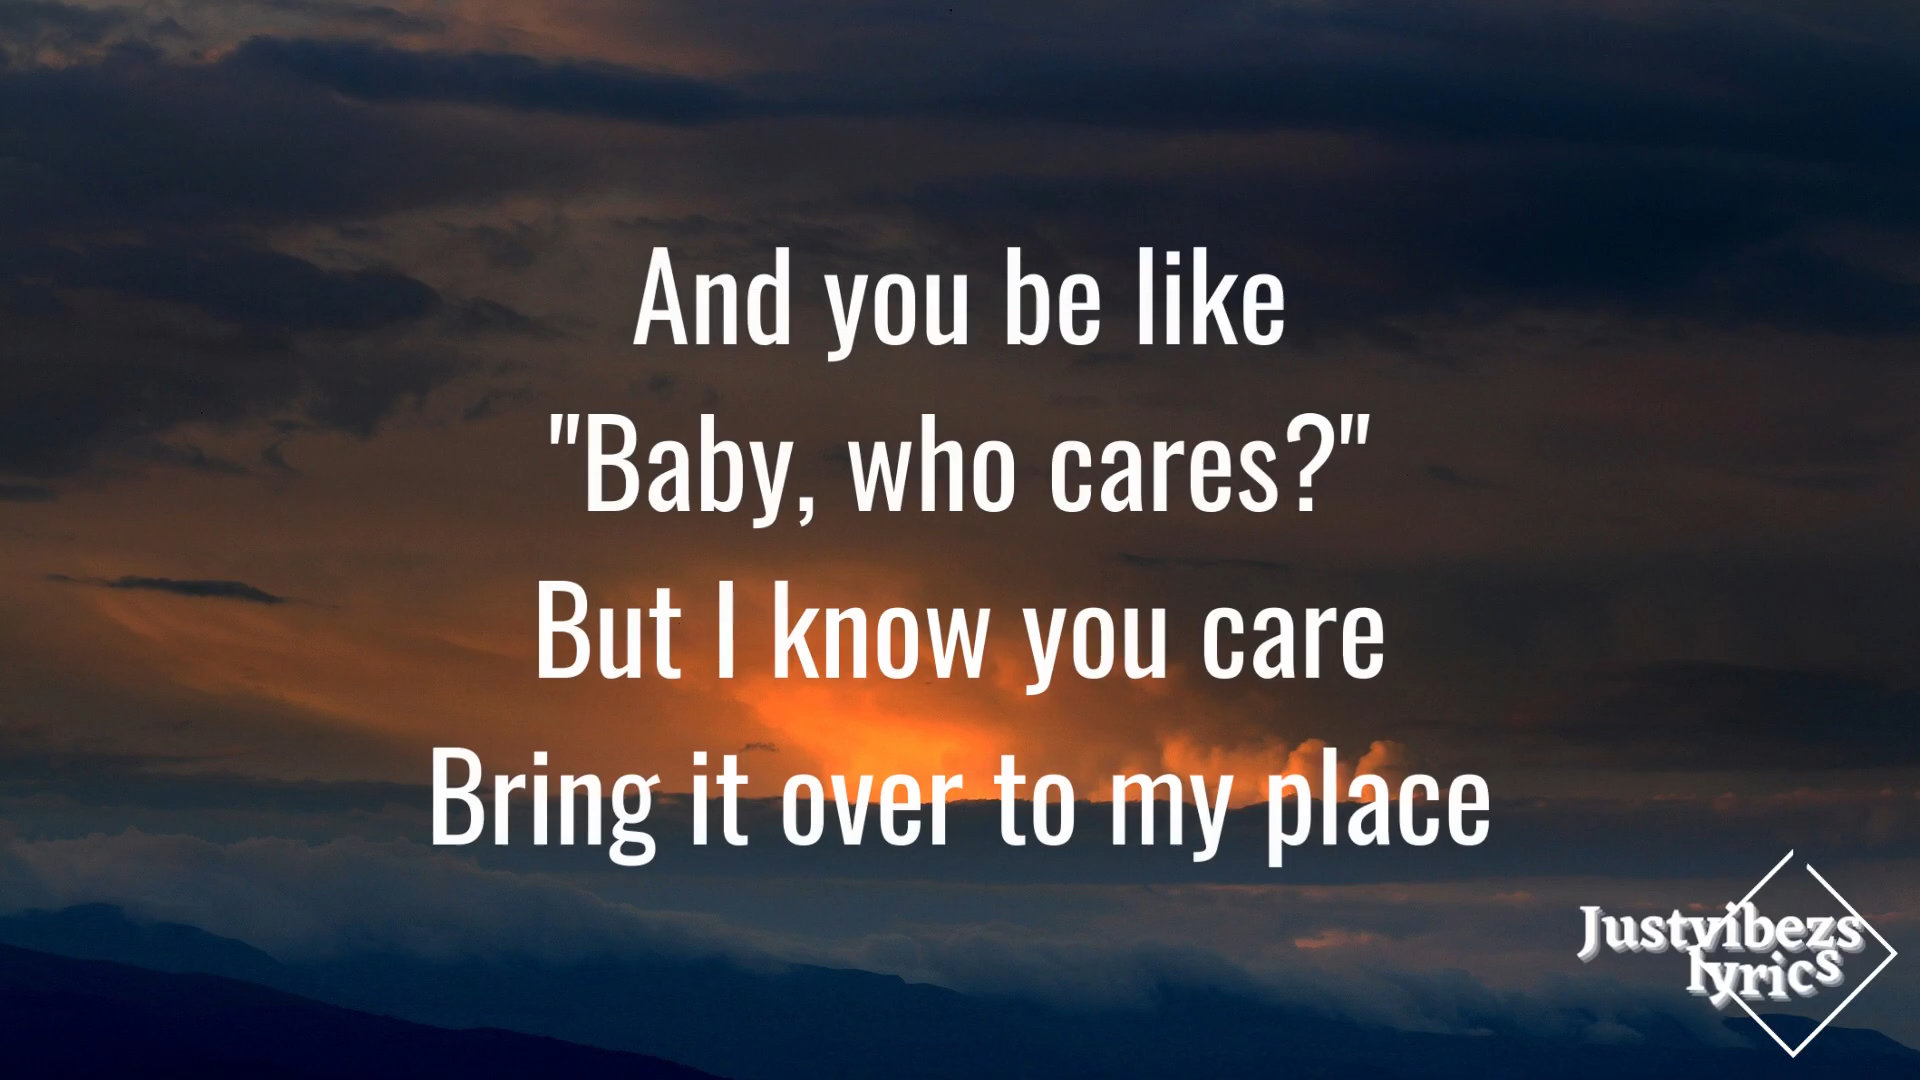 And you be like
"Baby, who cares?"
But I know you care
Bring it over to my place
Justvibezs
lyrics